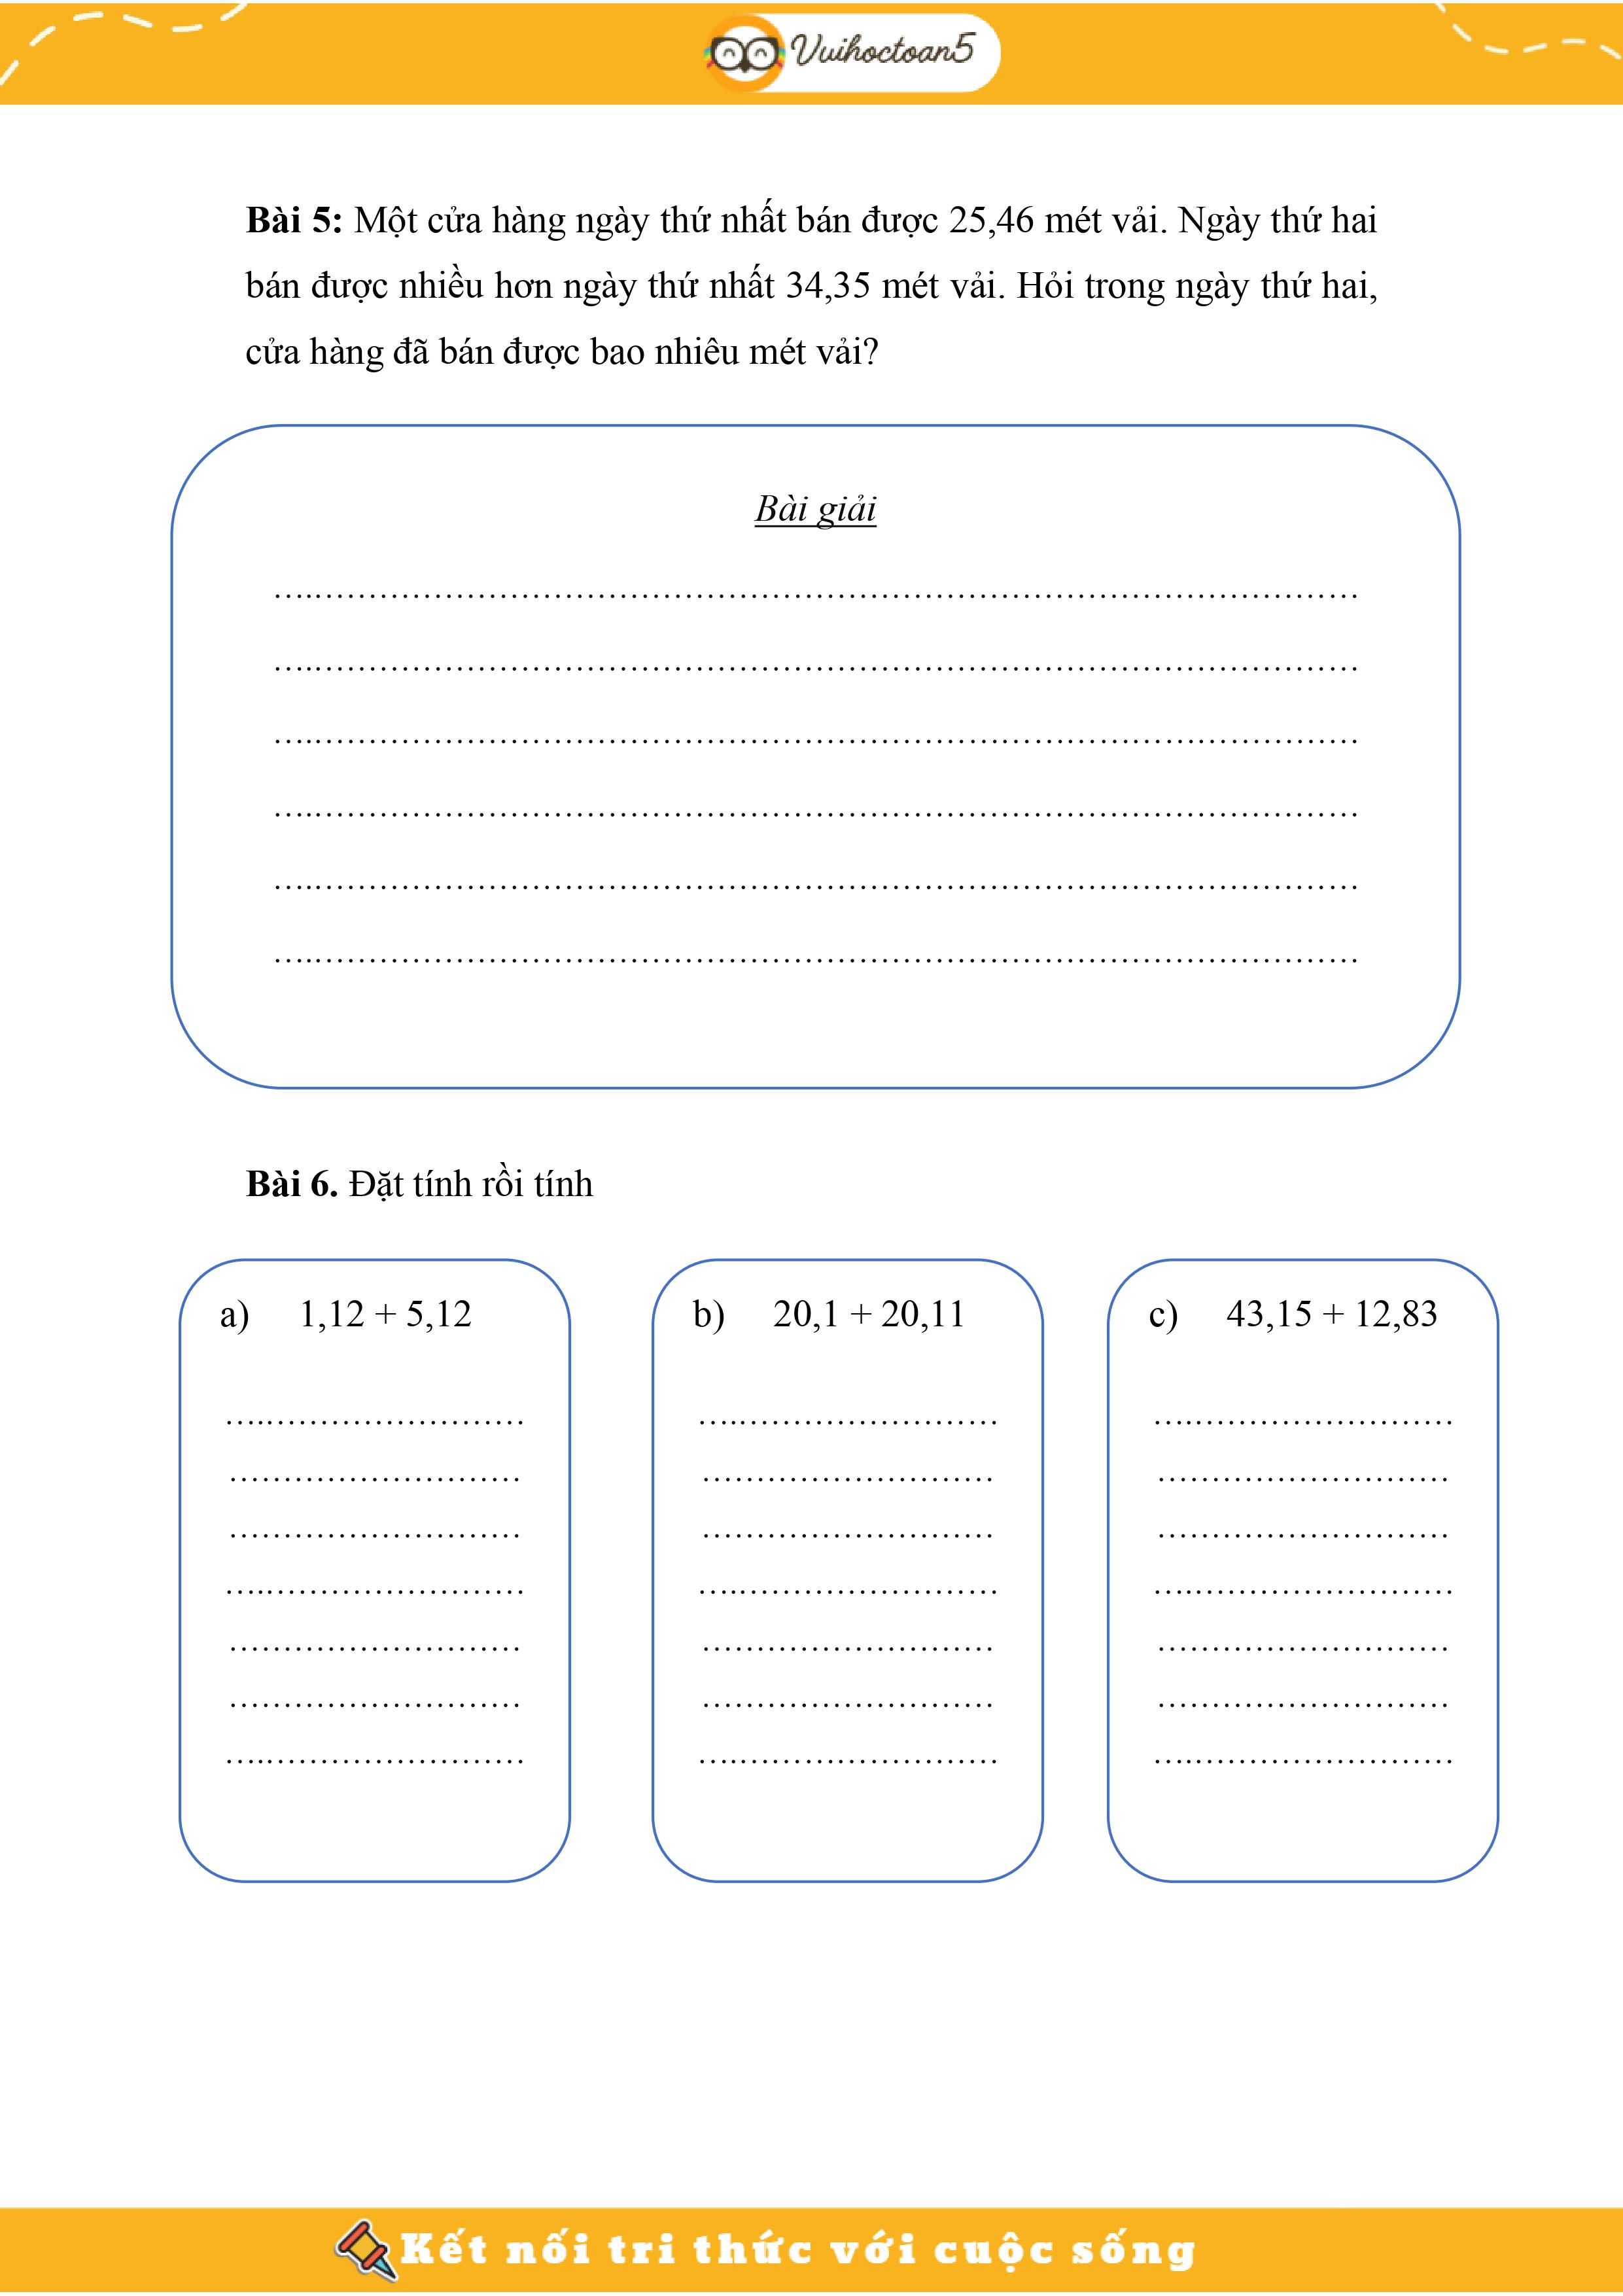 Vuihoctoan5
Bài 5: Một cửa hàng ngày thứ nhất bán được 25,46 mét vải. Ngày thứ hai
bán được nhiều hơn ngày thứ nhất 34,35 mét vải. Hỏi trong ngày thứ hai,
cửa hàng đã bán được bao nhiêu mét vải?
Bài giải
Bài 6. Đặt tính rồi tính
a) 1,12 + 5,12
b) 20,1 + 20,11
c) 43,15 + 12,83
Kết nối tri thức với cuộc sống